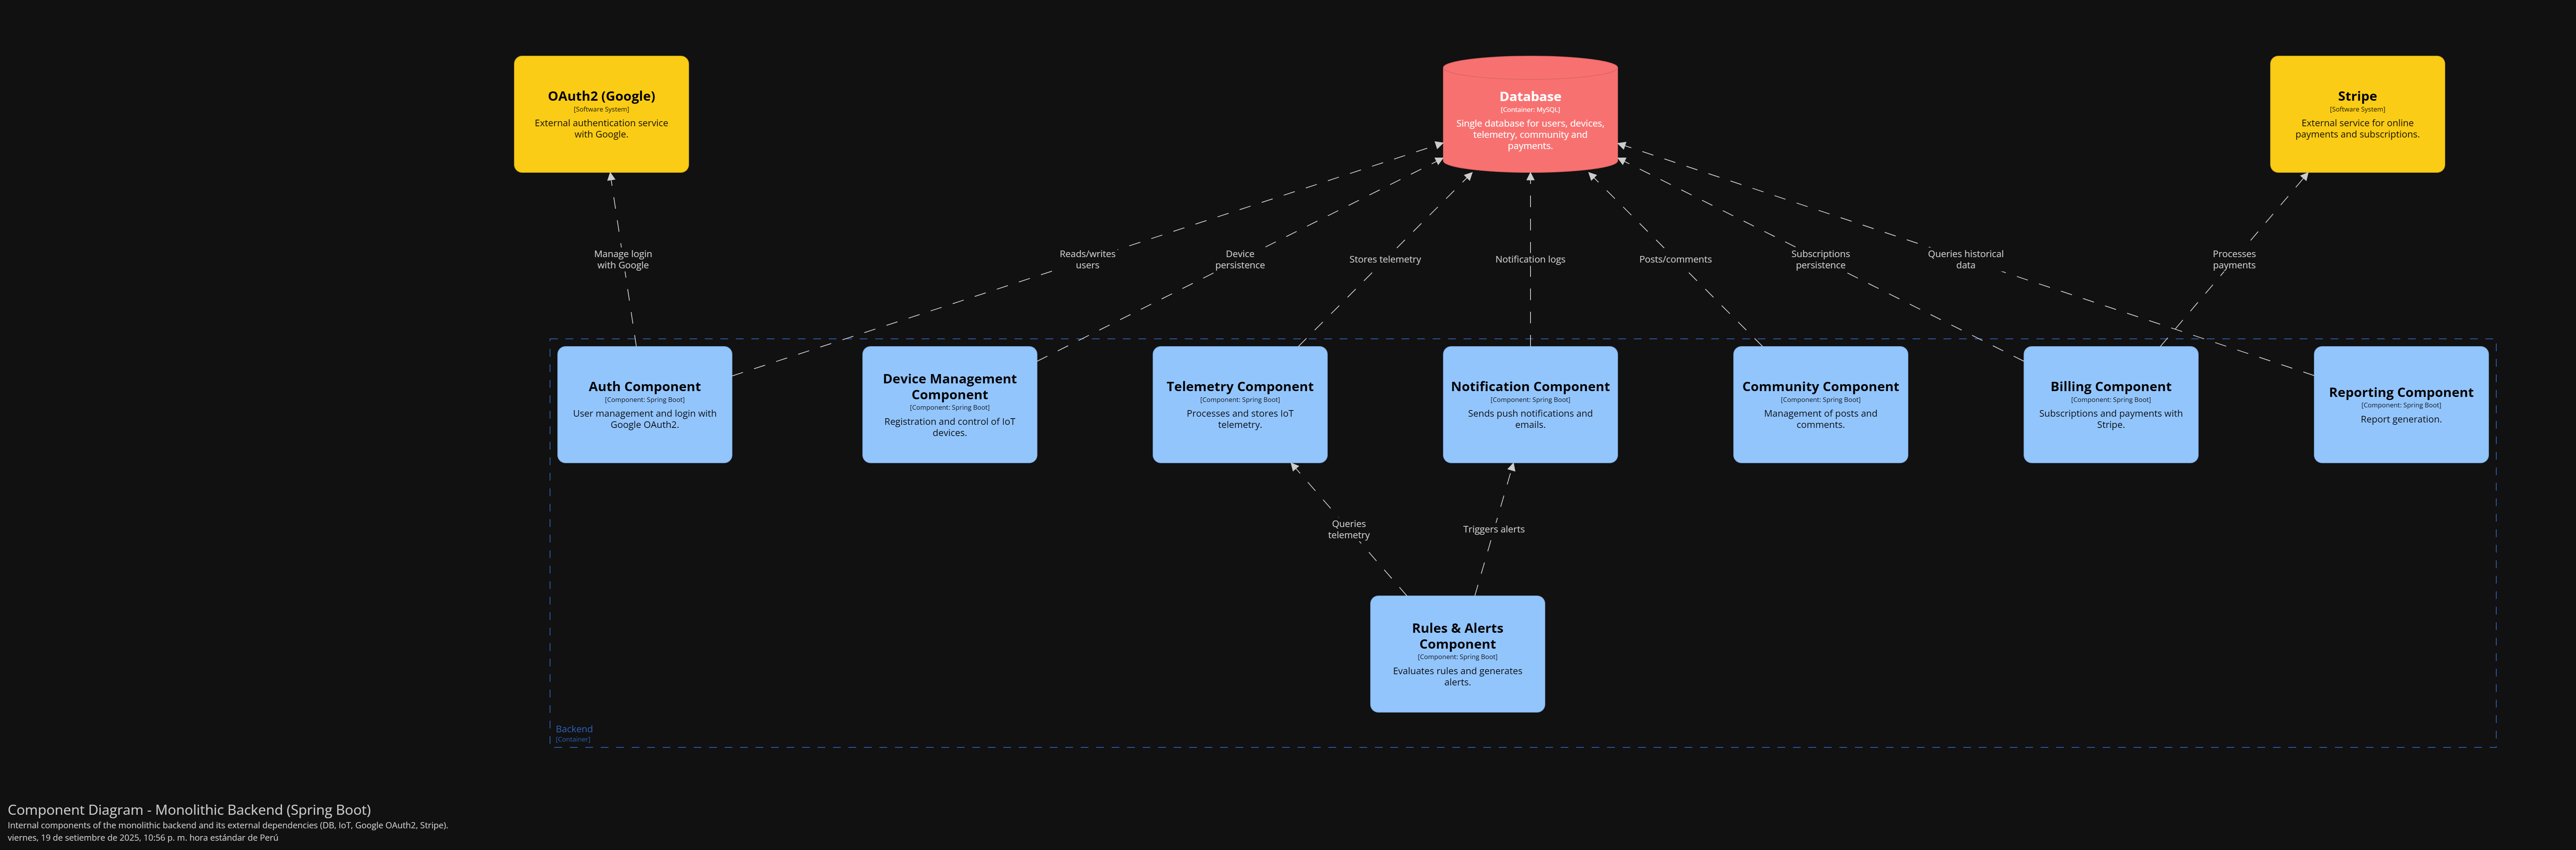 OAuth2 (Google)
[Software System]
External authentication service
with Google.
Database
[Container: MySQL]
Single database for users, devices,
telemetry, community and
payments.
Stripe
[Software System]
External service for online
payments and subscriptions.
Manage login
with Google
Reads/writes
users
Device
persistence
Stores telemetry
Notification logs
Posts/comments
Subscriptions
persistence
Queries historical
data
Processes
payments
Auth Component
[Component: Spring Boot]
User management and login with
Google OAuth2.
Device Management
Component
[Component: Spring Boot]
Registration and control of IoT
devices.
Telemetry Component
[Component: Spring Boot]
Processes and stores IoT
telemetry.
Notification Component
[Component: Spring Boot]
Sends push notifications and
emails.
Community Component
[Component: Spring Boot]
Management of posts and
comments.
Billing Component
[Component: Spring Boot]
Subscriptions and payments with
Stripe.
Reporting Component
[Component: Spring Boot]
Report generation.
Queries
telemetry
Triggers alerts
Rules & Alerts
Component
[Component: Spring Boot]
Evaluates rules and generates
alerts.
Backend
[Container]
Component Diagram - Monolithic Backend (Spring Boot)
Internal components of the monolithic backend and its external dependencies (DB, IoT, Google OAuth2, Stripe).
viernes, 19 de setiembre de 2025, 10:56 p. m. hora estándar de Perú